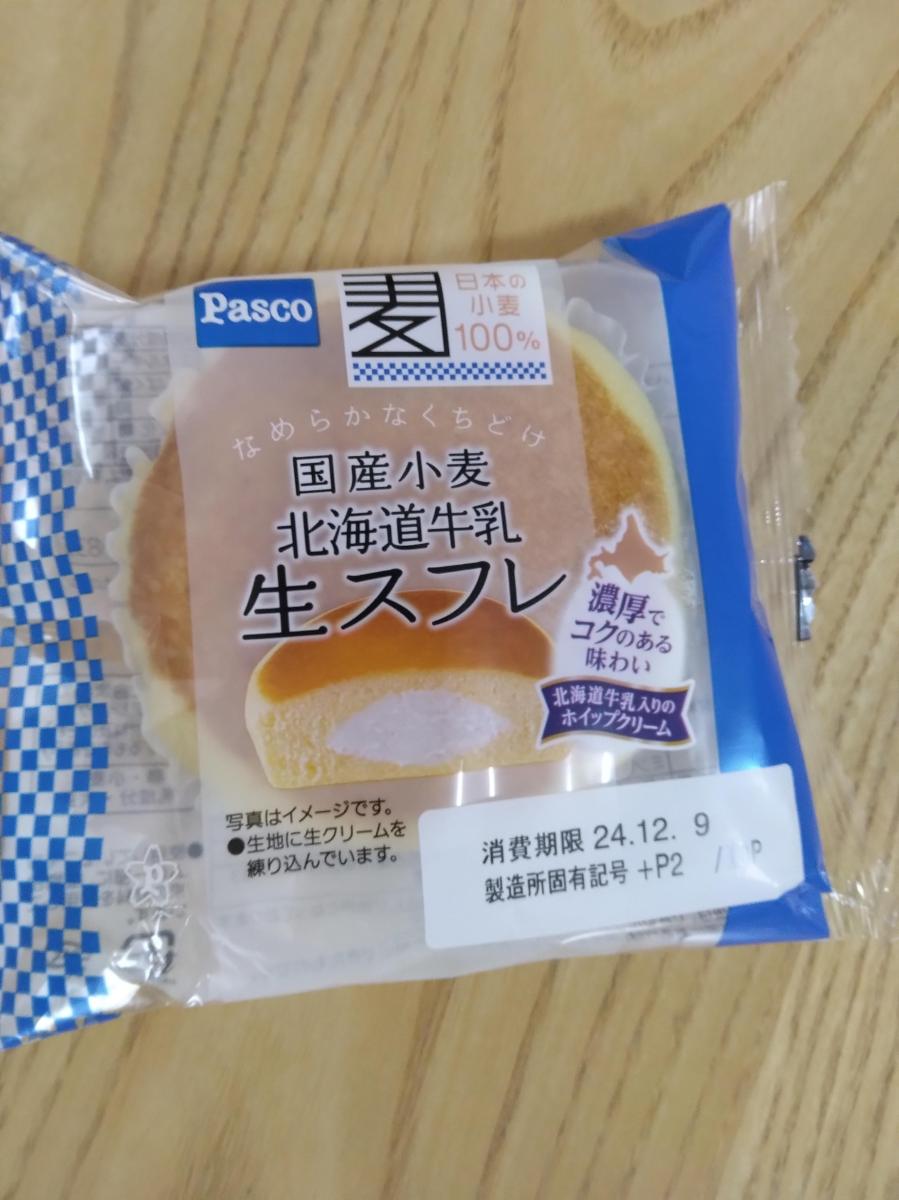 Pasco
麦
日本の
小麦
100%
なめらかなくちどけ
国産小麦
北海道牛乳
生スフレ
濃厚で
コクのある
味わい
北海道牛乳入りの
ホイップクリーム
写真はイメージです。
●生地に生クリームを
練り込んでいます。
消費期限 24.12. 9
製造所固有記号 +P2